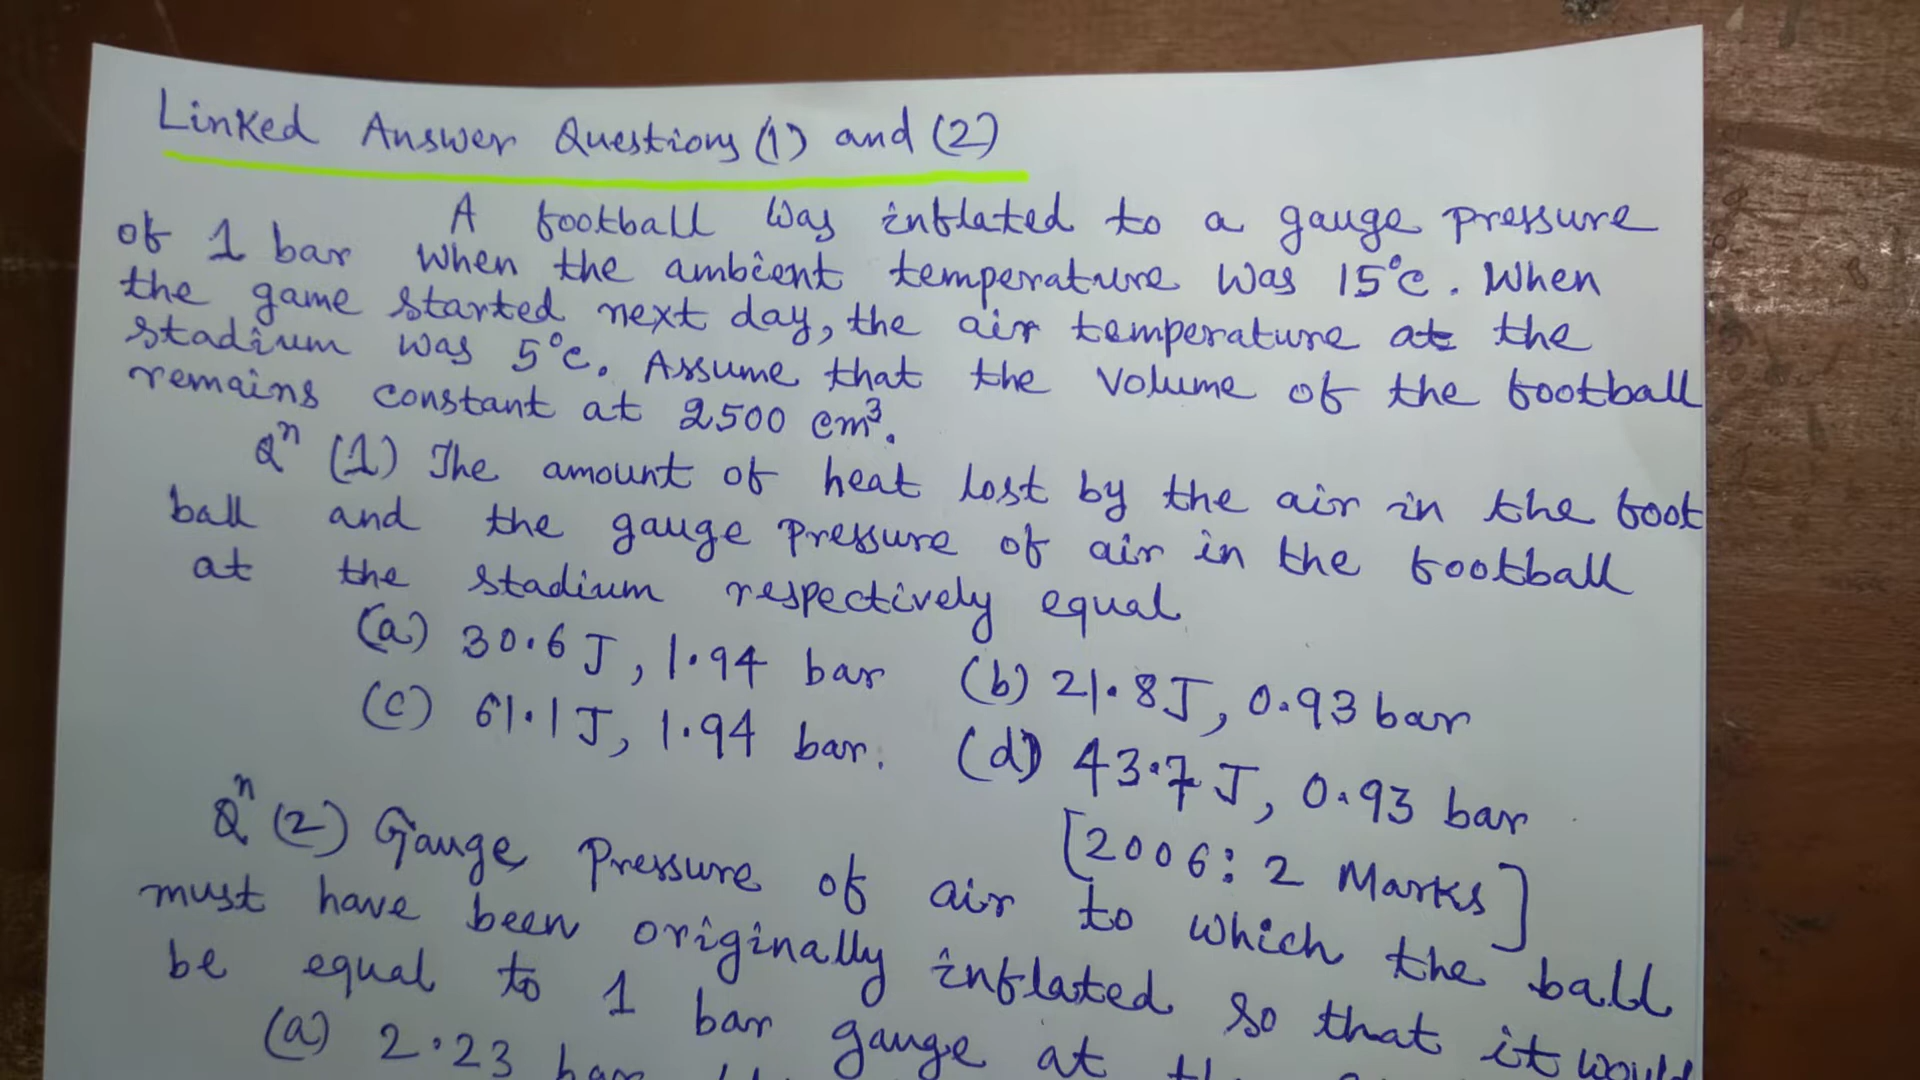 Linked Answer Questions (1) and (2)
A football was inflated to a gauge pressure
of 1 bar when the ambient temperature was 15°C. When
the game started next day, the air temperature at the
stadium was 5°C. Assume that the volume of the football
remains constant at 2500 cm³.
Qⁿ (1) The amount of heat lost by the air in the foot
ball and the gauge pressure of air in the football
at the stadium respectively equal
(a) 30.6 J, 1.94 bar (b) 21.8 J, 0.93 bar
(c) 61.1 J, 1.94 bar. (d) 43.7 J, 0.93 bar
[2006: 2 Marks]
Qⁿ (2) Gauge pressure of air to which the ball
must have been originally inflated so that it would
be equal to 1 bar gauge at
(a) 2.23 bar